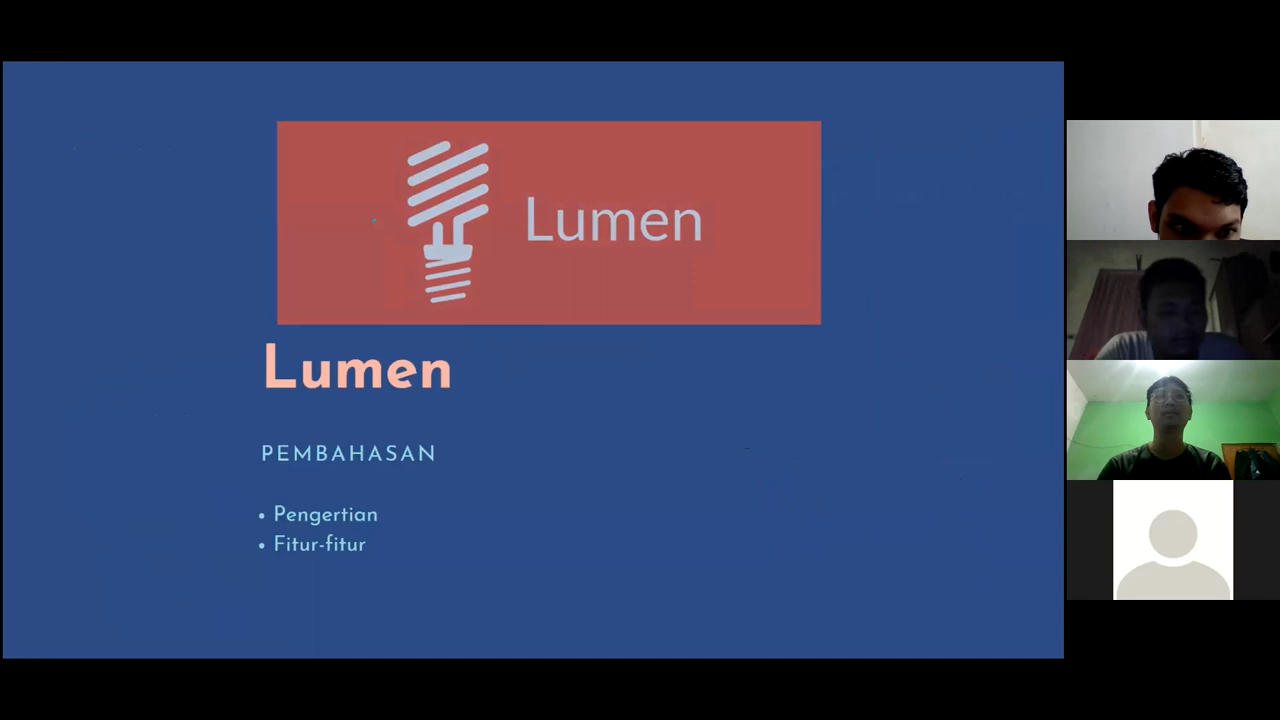 Lumen
Lumen
PEMBAHASAN
• Pengertian
• Fitur-fitur